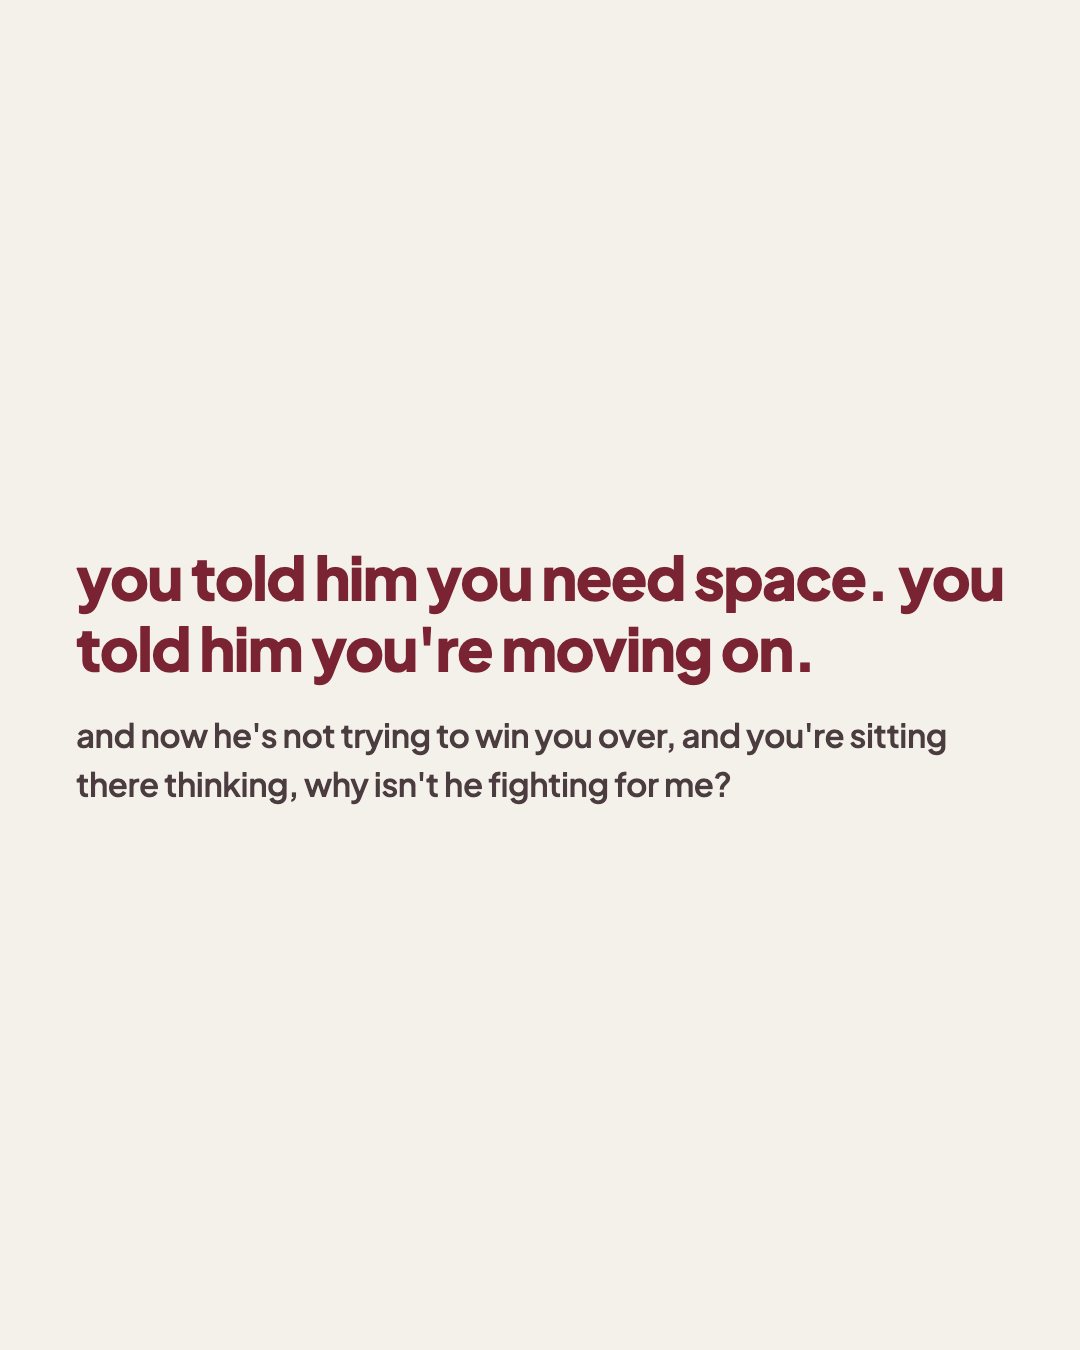 you told him you need space. you
told him you're moving on.
and now he's not trying to win you over, and you're sitting
there thinking, why isn't he fighting for me?